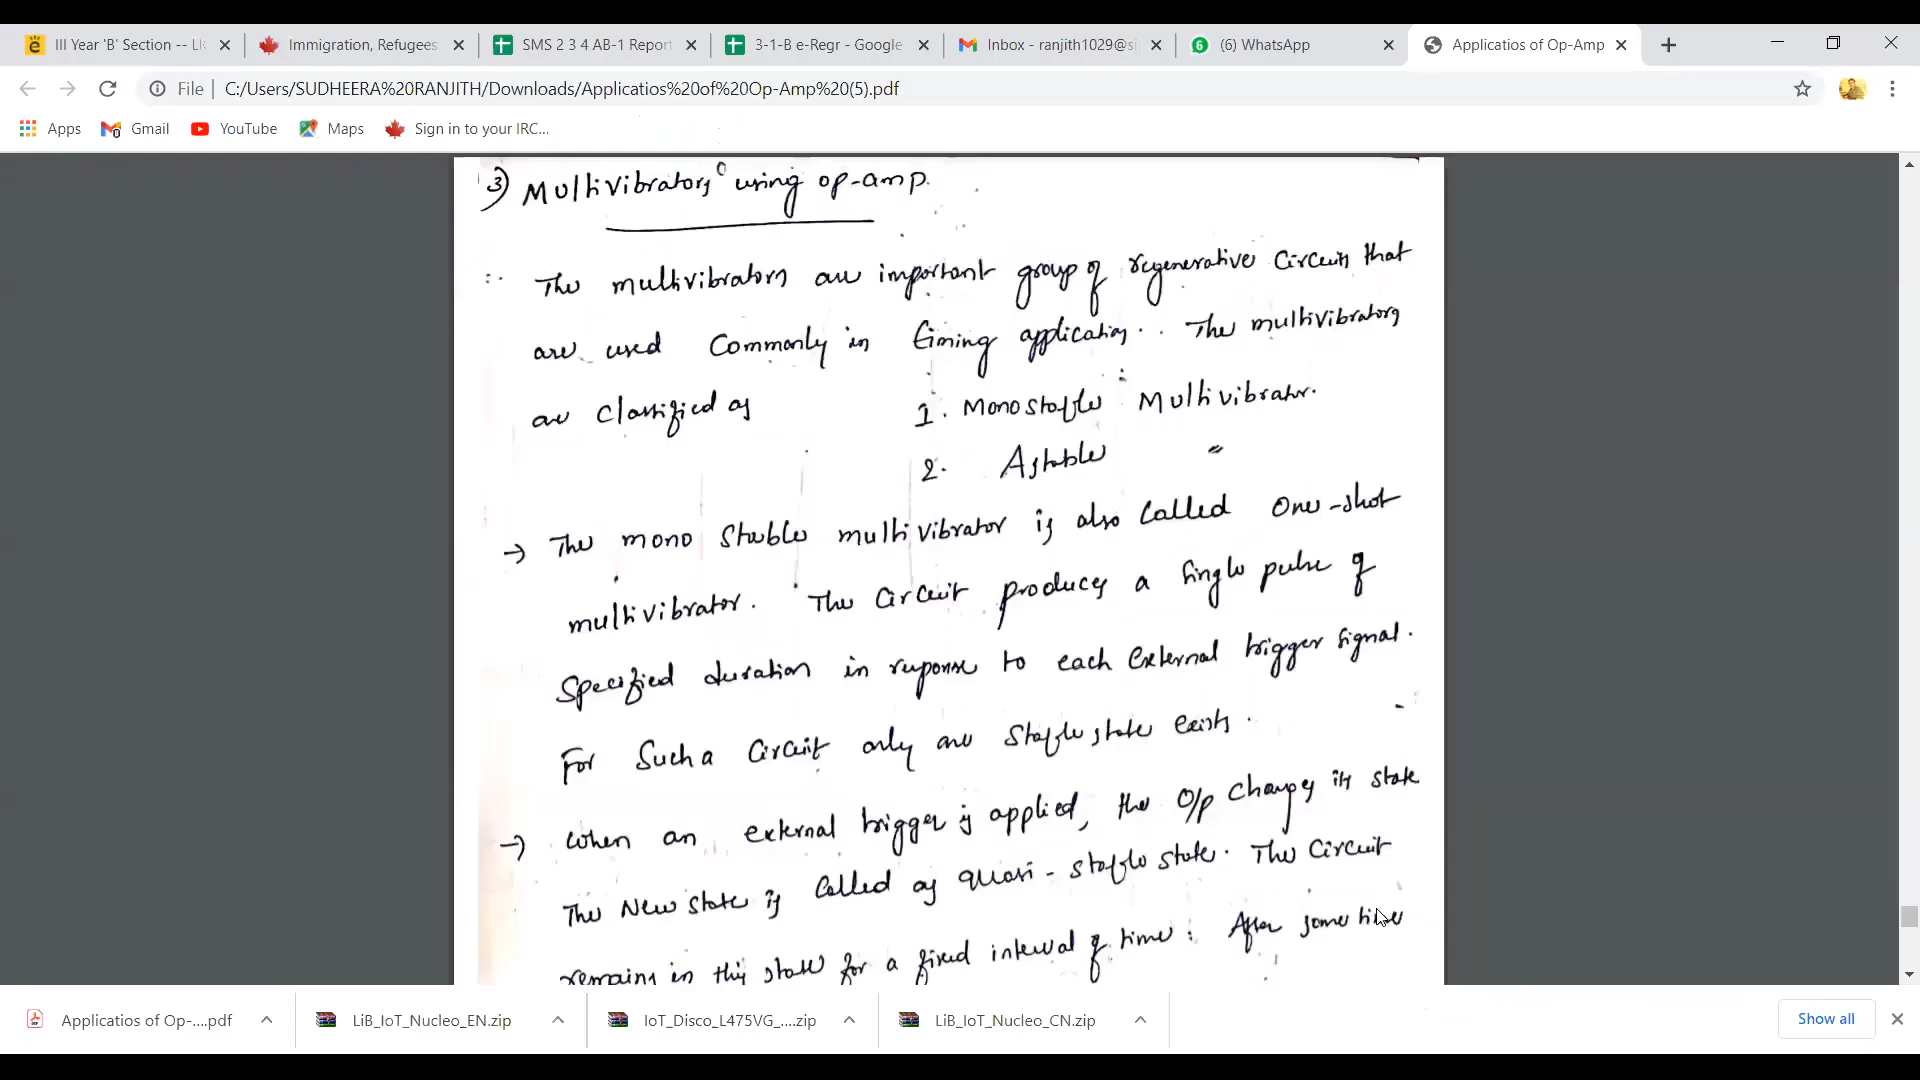 III Year 'B' Section -- LI
Immigration, Refugees
SMS 2 3 4 AB-1 Report
3-1-B e-Regr - Google
Inbox - ranjith1029@si
(6) WhatsApp
Applicatios of Op-Amp
File | C:/Users/SUDHEERA%20RANJITH/Downloads/Applicatios%20of%20Op-Amp%20(5).pdf
Apps Gmail YouTube Maps Sign in to your IRC...
3) Multivibrators using op-amp.
The multivibrators are important group of regenerative circuits that
are used commonly in timing applications. The multivibrators
are classified as 1. Monostable Multivibrator.
2. Astable "
→ The mono stable multivibrator is also called One-shot
multivibrator. The circuit produces a single pulse of
specified duration in response to each external trigger signal.
For such a circuit only one stable state exists.
→ When an external trigger is applied, the O/p changes its state
The New state is called as quasi-stable state. The circuit
remains in this state for a fixed interval of time. After some time
Applicatios of Op-....pdf
LiB_IoT_Nucleo_EN.zip
IoT_Disco_L475VG_....zip
LiB_IoT_Nucleo_CN.zip
Show all